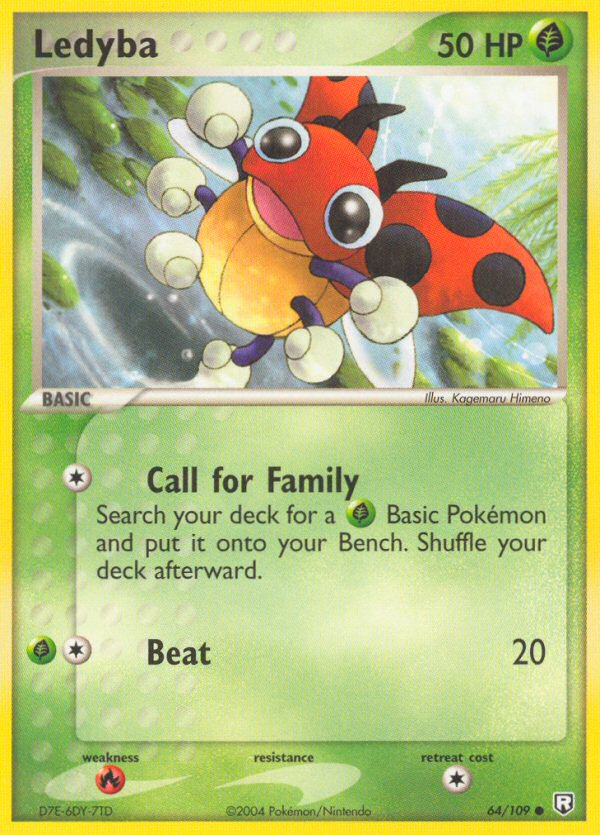 Ledyba 50 HP
BASIC
Illus. Kagemaru Himeno
Call for Family
Search your deck for a Basic Pokémon
and put it onto your Bench. Shuffle your
deck afterward.
Beat 20
weakness resistance retreat cost
D7E-6DY-7TD ©2004 Pokémon/Nintendo 64/109 R